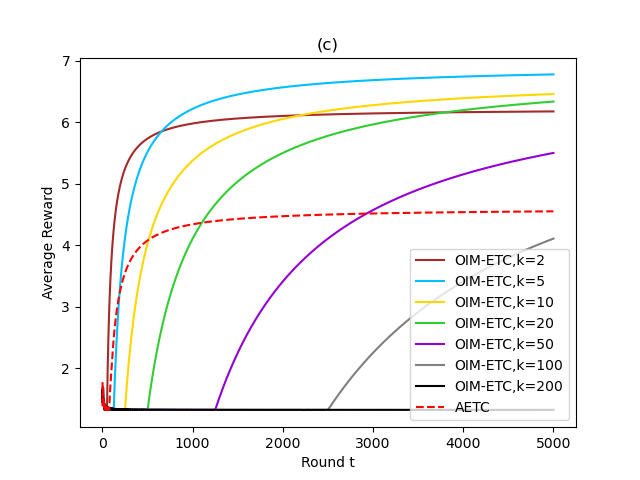 (c)
7
6
5
4
3
2
Average Reward
OIM-ETC,k=2
OIM-ETC,k=5
OIM-ETC,k=10
OIM-ETC,k=20
OIM-ETC,k=50
OIM-ETC,k=100
OIM-ETC,k=200
AETC
0 1000 2000 3000 4000 5000
Round t